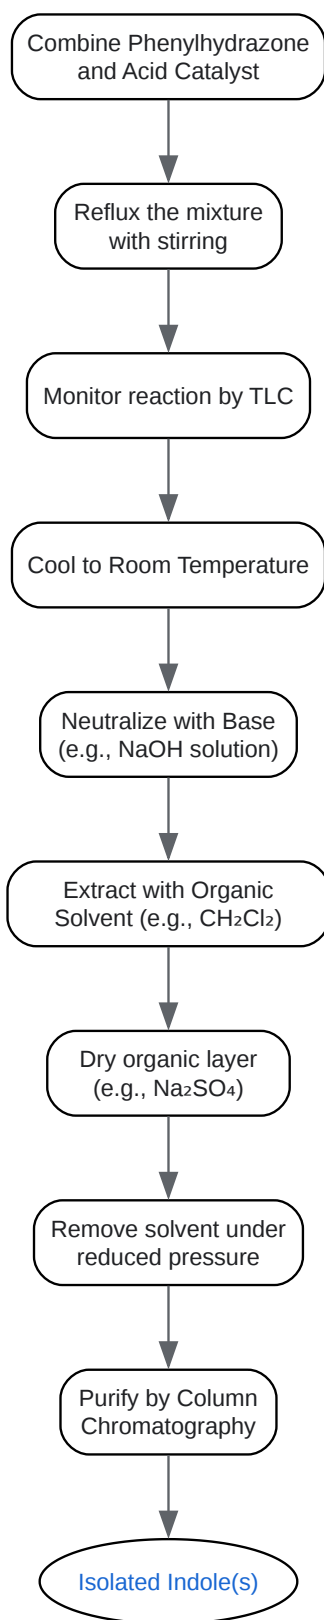 Combine Phenylhydrazone
and Acid Catalyst
Reflux the mixture
with stirring
Monitor reaction by TLC
Cool to Room Temperature
Neutralize with Base
(e.g., NaOH solution)
Extract with Organic
Solvent (e.g., CH₂Cl₂)
Dry organic layer
(e.g., Na₂SO₄)
Remove solvent under
reduced pressure
Purify by Column
Chromatography
Isolated Indole(s)